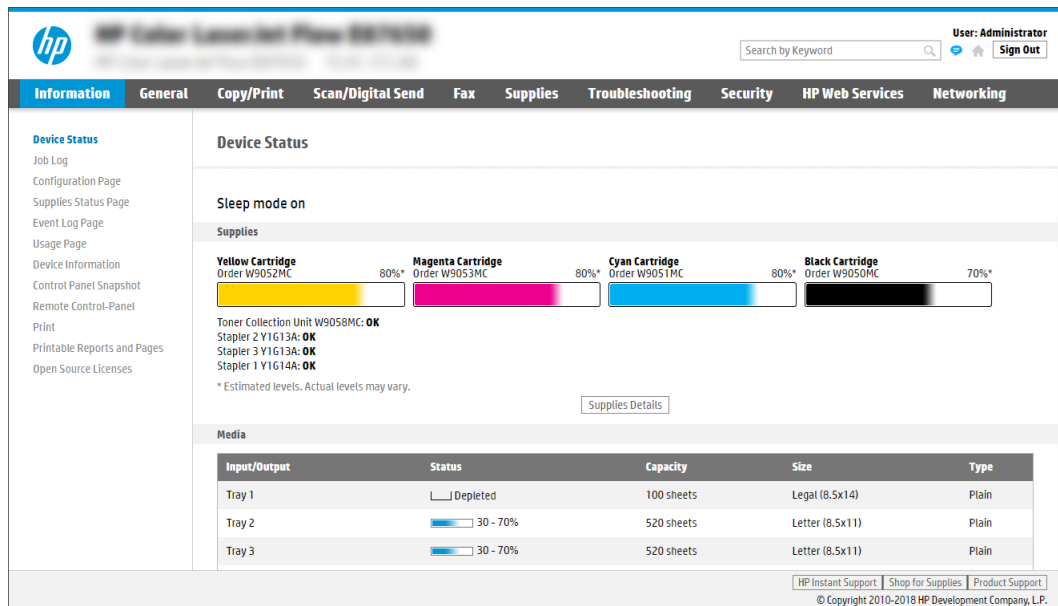 hp
User: Administrator
Search by Keyword
Sign Out
Information General Copy/Print Scan/Digital Send Fax Supplies Troubleshooting Security HP Web Services Networking
Device Status
Job Log
Configuration Page
Supplies Status Page
Event Log Page
Usage Page
Device Information
Control Panel Snapshot
Remote Control-Panel
Print
Printable Reports and Pages
Open Source Licenses
Device Status
Sleep mode on
Supplies
Yellow Cartridge Magenta Cartridge Cyan Cartridge Black Cartridge
Order W9052MC 80%* Order W9053MC 80%* Order W9051MC 80%* Order W9050MC 70%*
Toner Collection Unit W9058MC: OK
Stapler 2 Y1G13A: OK
Stapler 3 Y1G13A: OK
Stapler 1 Y1G14A: OK
* Estimated levels. Actual levels may vary.
Supplies Details
Media
Input/Output Status Capacity Size Type
Tray 1 Depleted 100 sheets Legal (8.5x14) Plain
Tray 2 30 - 70% 520 sheets Letter (8.5x11) Plain
Tray 3 30 - 70% 520 sheets Letter (8.5x11) Plain
HP Instant Support Shop for Supplies Product Support
© Copyright 2010-2018 HP Development Company, L.P.